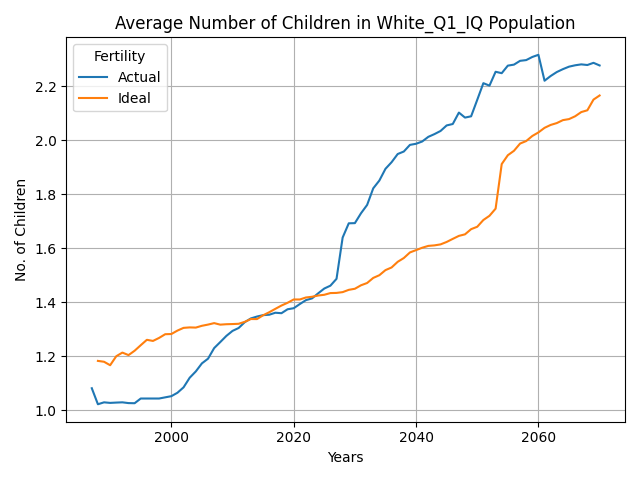 Average Number of Children in White_Q1_IQ Population
Fertility
Actual
Ideal
No. of Children
2.2
2.0
1.8
1.6
1.4
1.2
1.0
2000
2020
2040
2060
Years